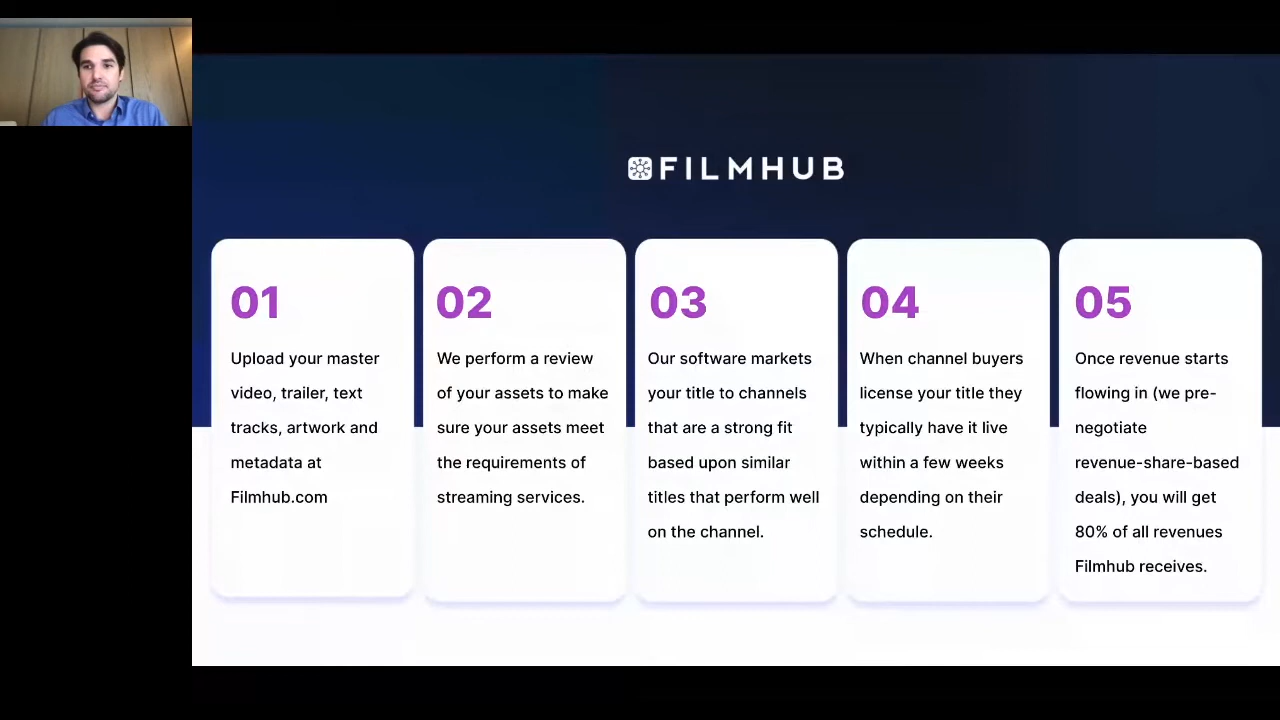 FILMHUB
01
Upload your master
video, trailer, text
tracks, artwork and
metadata at
Filmhub.com
02
We perform a review
of your assets to make
sure your assets meet
the requirements of
streaming services.
03
Our software markets
your title to channels
that are a strong fit
based upon similar
titles that perform well
on the channel.
04
When channel buyers
license your title they
typically have it live
within a few weeks
depending on their
schedule.
05
Once revenue starts
flowing in (we pre-
negotiate
revenue-share-based
deals), you will get
80% of all revenues
Filmhub receives.